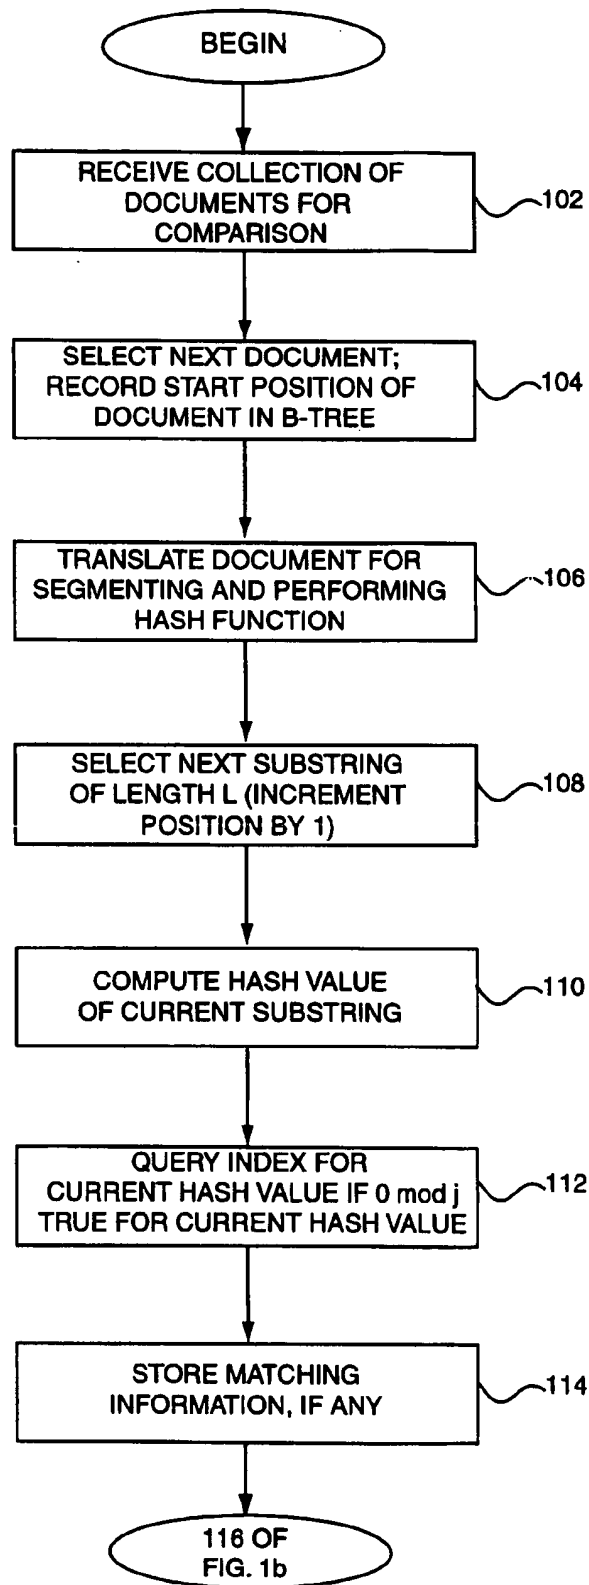 BEGIN
RECEIVE COLLECTION OF
DOCUMENTS FOR
COMPARISON
102
SELECT NEXT DOCUMENT;
RECORD START POSITION OF
DOCUMENT IN B-TREE
104
TRANSLATE DOCUMENT FOR
SEGMENTING AND PERFORMING
HASH FUNCTION
106
SELECT NEXT SUBSTRING
OF LENGTH L (INCREMENT
POSITION BY 1)
108
COMPUTE HASH VALUE
OF CURRENT SUBSTRING
110
QUERY INDEX FOR
CURRENT HASH VALUE IF 0 mod j
TRUE FOR CURRENT HASH VALUE
112
STORE MATCHING
INFORMATION, IF ANY
114
116 OF
FIG. 1b